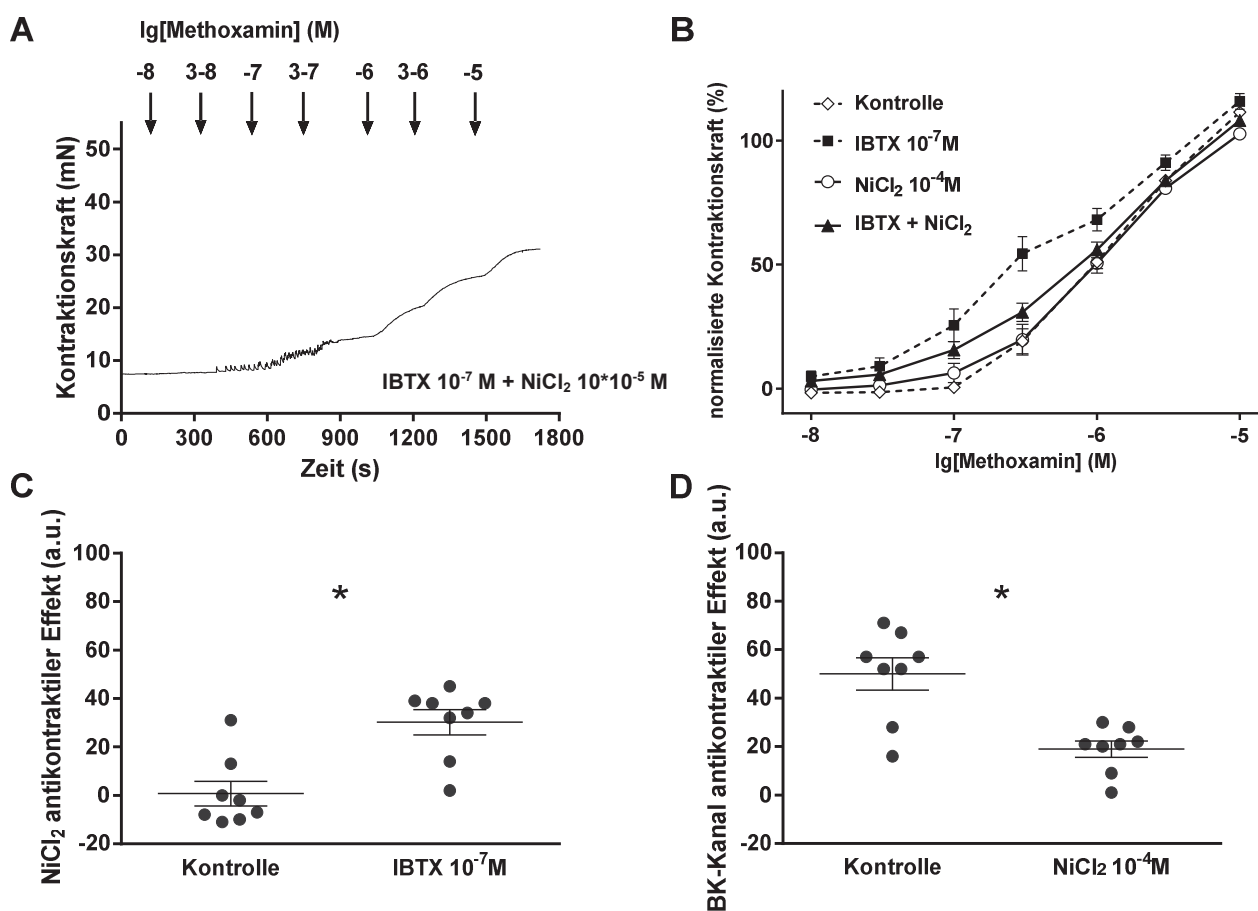 A
lg[Methoxamin] (M)
-8 3-8 -7 3-7 -6 3-6 -5
Kontraktionskraft (mN)
50
40
30
20
10
0
IBTX 10⁻⁷ M + NiCl₂ 10*10⁻⁵ M
0 300 600 900 1200 1500 1800
Zeit (s)
B
normalisierte Kontraktionskraft (%)
Kontrolle
IBTX 10⁻⁷M
NiCl₂ 10⁻⁴M
IBTX + NiCl₂
100
50
0
-8 -7 -6 -5
lg[Methoxamin] (M)
C
NiCl₂ antikontraktiler Effekt (a.u.)
100
80
60
40
20
0
-20
*
Kontrolle IBTX 10⁻⁷M
D
BK-Kanal antikontraktiler Effekt (a.u.)
100
80
60
40
20
0
-20
*
Kontrolle NiCl2 10⁻⁴M